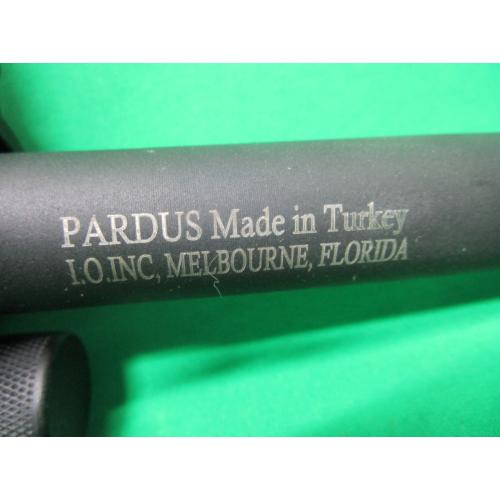 PARDUS Made in Turkey
I.O.INC, MELBOURNE, FLORIDA